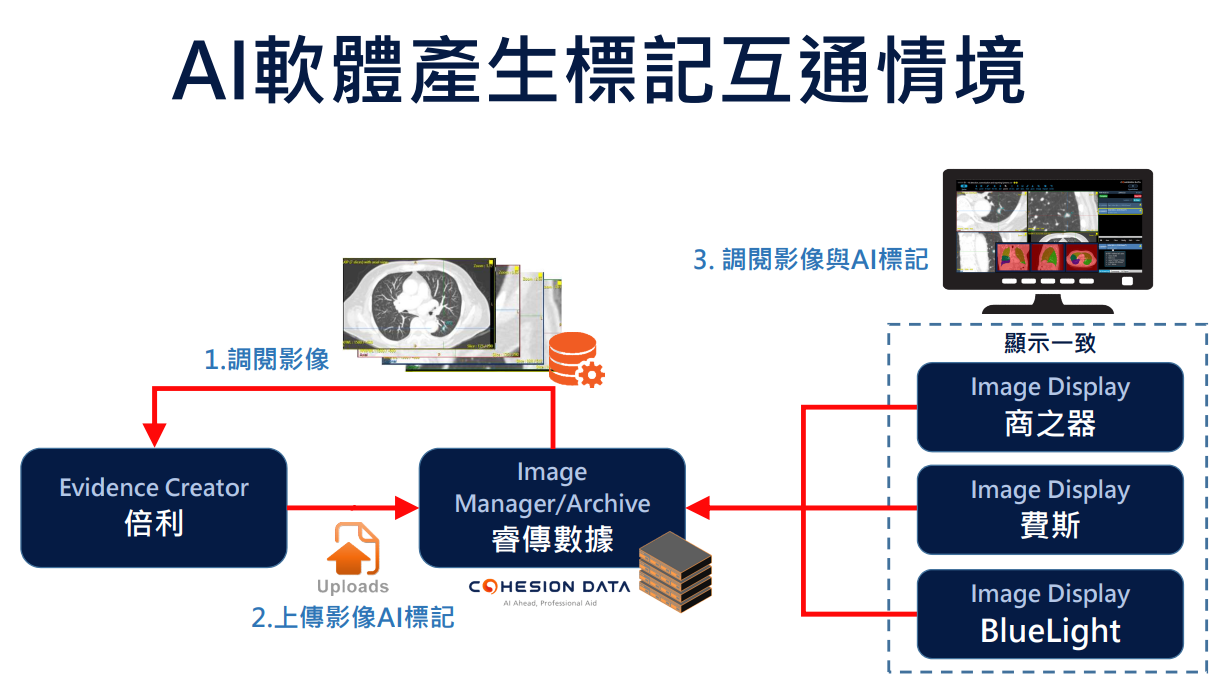 AI軟體產生標記互通情境
3. 調閱影像與AI標記
1.調閱影像
顯示一致
Image Display
商之器
Evidence Creator
倍利
Image
Manager/Archive
睿傳數據
Image Display
費斯
Uploads
COHESION DATA
AI Ahead, Professional Aid
2.上傳影像AI標記
Image Display
BlueLight